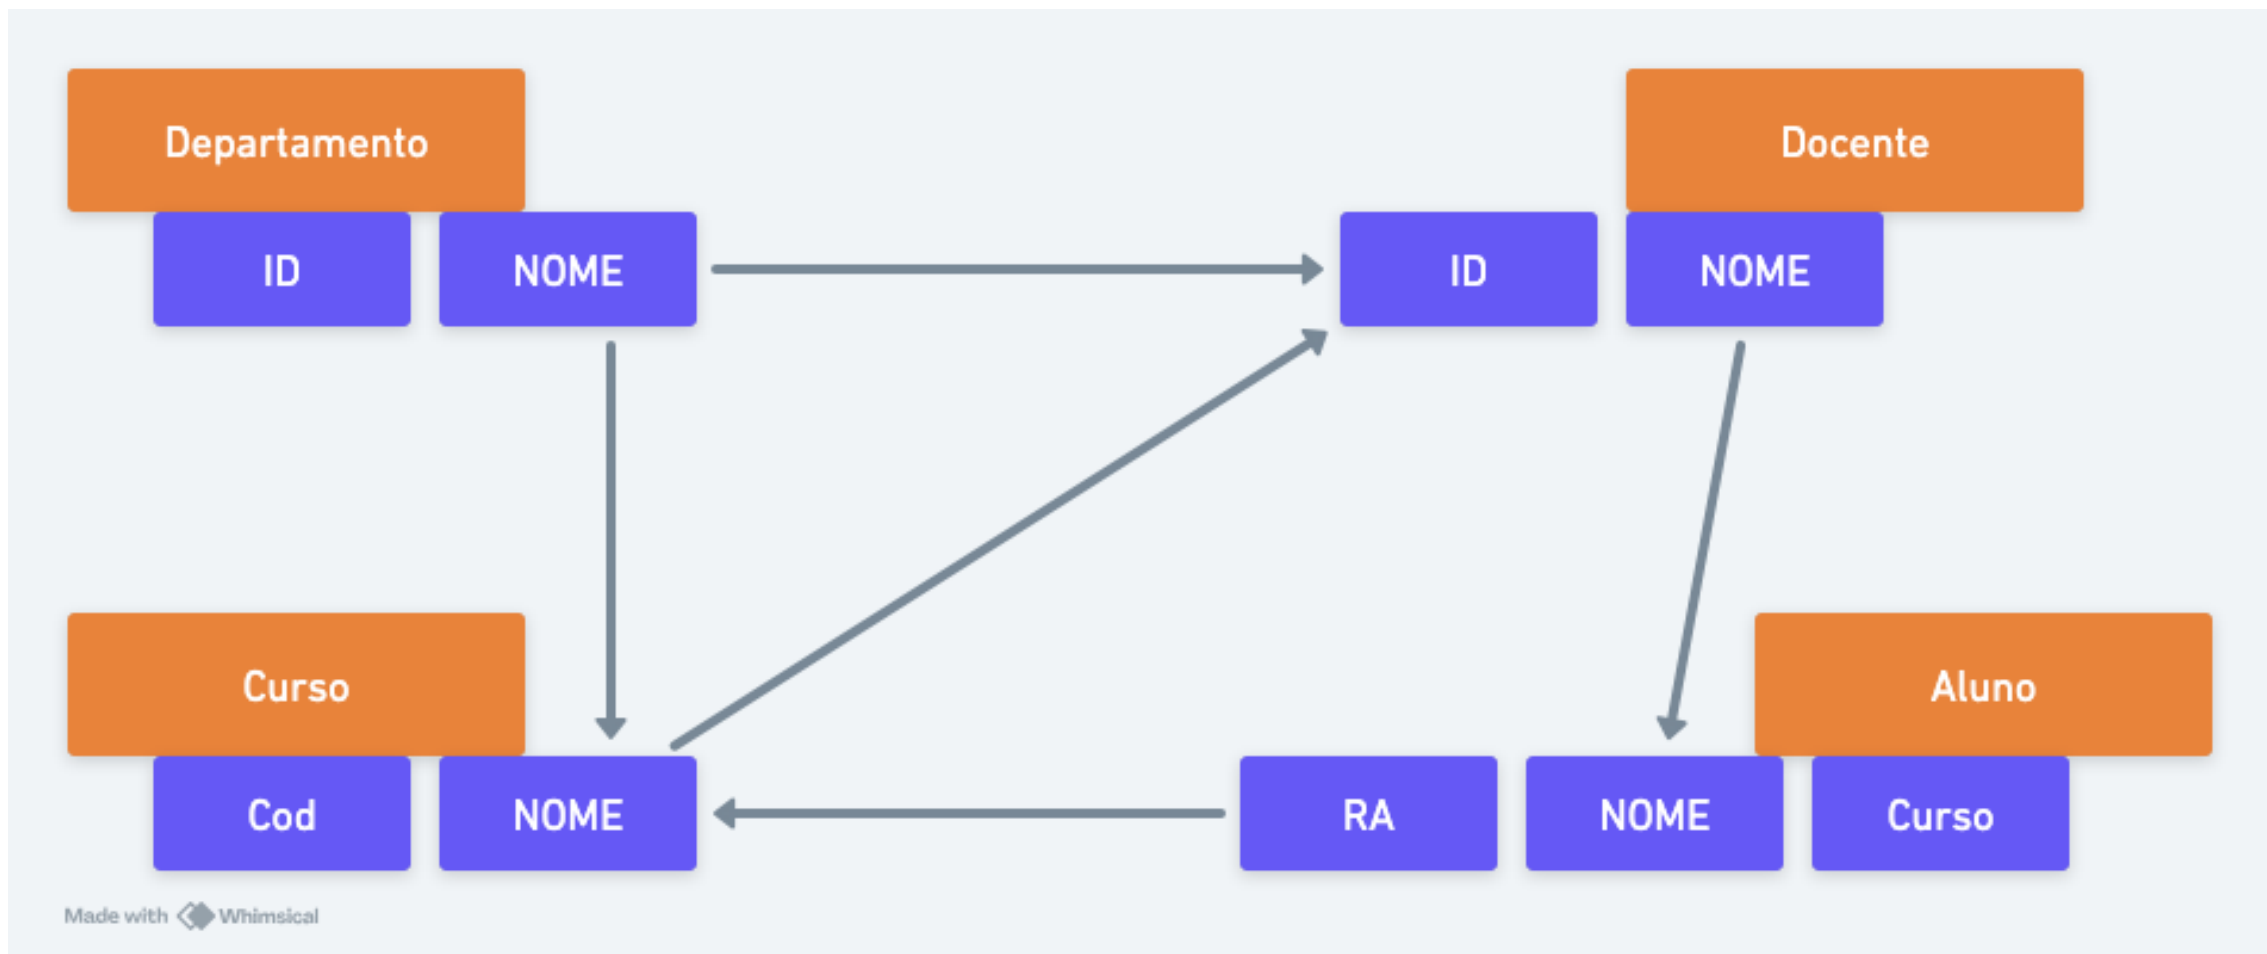 Departamento
Docente
ID
NOME
ID
NOME
Curso
Aluno
Cod
NOME
RA
NOME
Curso
Made with Whimsical